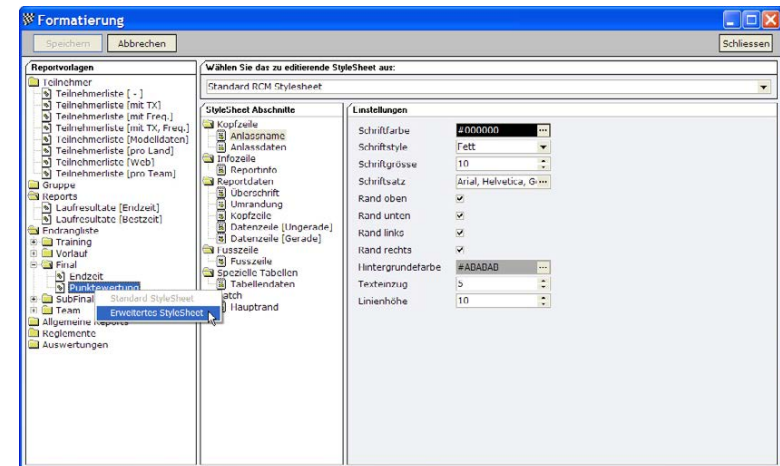 Formatierung
Speichern
Abbrechen
Schliessen
Reportvorlagen
Teilnehmer
Teilnehmerliste [ - ]
Teilnehmerliste [mit TX]
Teilnehmerliste [mit Freq.]
Teilnehmerliste [mit TX, Freq.]
Teilnehmerliste [Modelldaten]
Teilnehmerliste [pro Land]
Teilnehmerliste [Web]
Teilnehmerliste [pro Team]
Gruppe
Reports
Laufresultate [Endzeit]
Laufresultate [Bestzeit]
Endrangliste
Training
Vorlauf
Final
Endzeit
Punktewertung
SubFinal
Team
Allgemeine Reports
Reglemente
Auswertungen
Standard StyleSheet
Erweitertes StyleSheet
Wählen Sie das zu editierende StyleSheet aus:
Standard RCM Stylesheet
StyleSheet Abschnitte
Kopfzeile
Anlassname
Anlassdaten
Infozeile
Reportinfo
Reportdaten
Überschrift
Umrandung
Kopfzeile
Datenzeile [Ungerade]
Datenzeile [Gerade]
Fusszeile
Fusszeile
Spezielle Tabellen
Tabellendaten
Hauptrand
Einstellungen
Schriftfarbe #000000
Schriftstyle Fett
Schriftgrösse 10
Schriftsatz Arial, Helvetica, G
Rand oben
Rand unten
Rand links
Rand rechts
Hintergrundefarbe #ABABAB
Texteinzug 5
Linienhöhe 10